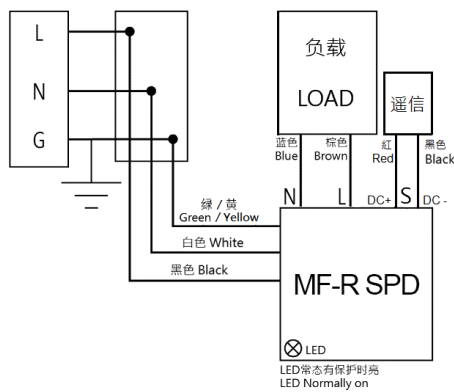 L
N
G
负载
LOAD
遥信
蓝色
Blue
棕色
Brown
紅
Red
黑色
Black
N
L
DC+
S
DC -
绿 / 黄
Green / Yellow
白色 White
黑色 Black
MF-R SPD
LED
LED常态有保护时亮
LED Normally on